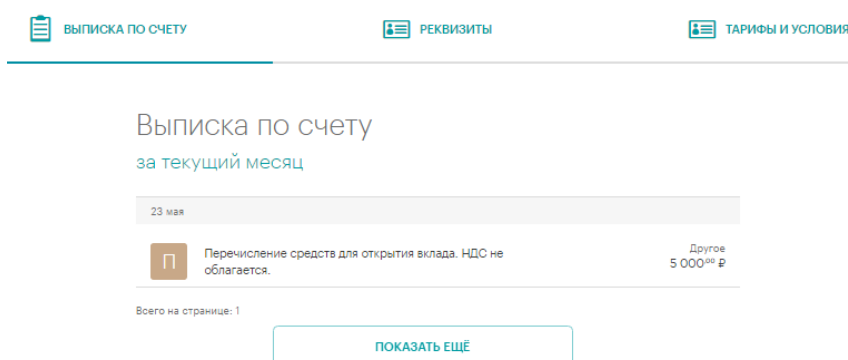 ВЫПИСКА ПО СЧЕТУ
РЕКВИЗИТЫ
ТАРИФЫ И УСЛОВИЯ
Выписка по счету
за текущий месяц
23 мая
П
Перечисление средств для открытия вклада. НДС не
облагается.
Другое
5 000,00 ₽
Всего на странице: 1
ПОКАЗАТЬ ЕЩЁ